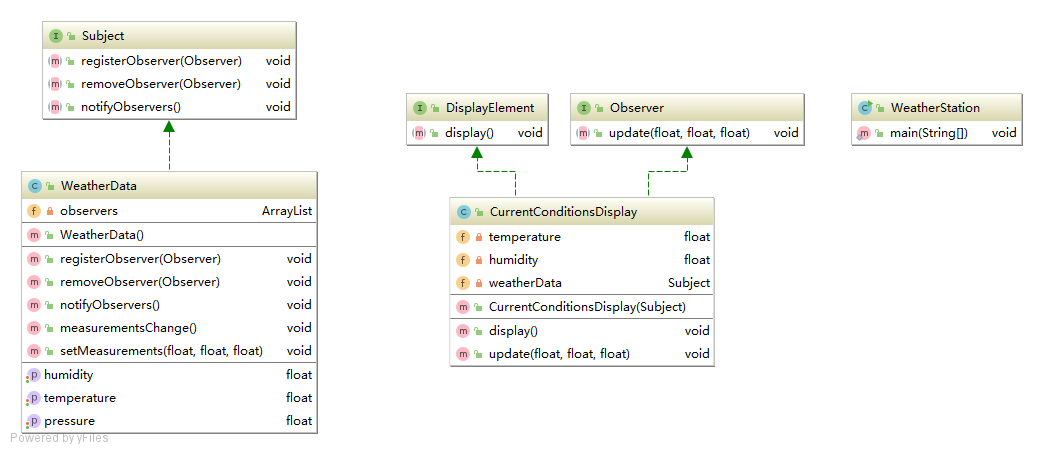 Subject
registerObserver(Observer) void
removeObserver(Observer) void
notifyObservers() void
WeatherData
observers ArrayList
WeatherData()
registerObserver(Observer) void
removeObserver(Observer) void
notifyObservers() void
measurementsChange() void
setMeasurements(float, float, float) void
humidity float
temperature float
pressure float
DisplayElement
display() void
Observer
update(float, float, float) void
CurrentConditionsDisplay
temperature float
humidity float
weatherData Subject
CurrentConditionsDisplay(Subject)
display() void
update(float, float, float) void
WeatherStation
main(String[]) void
Powered by yFiles